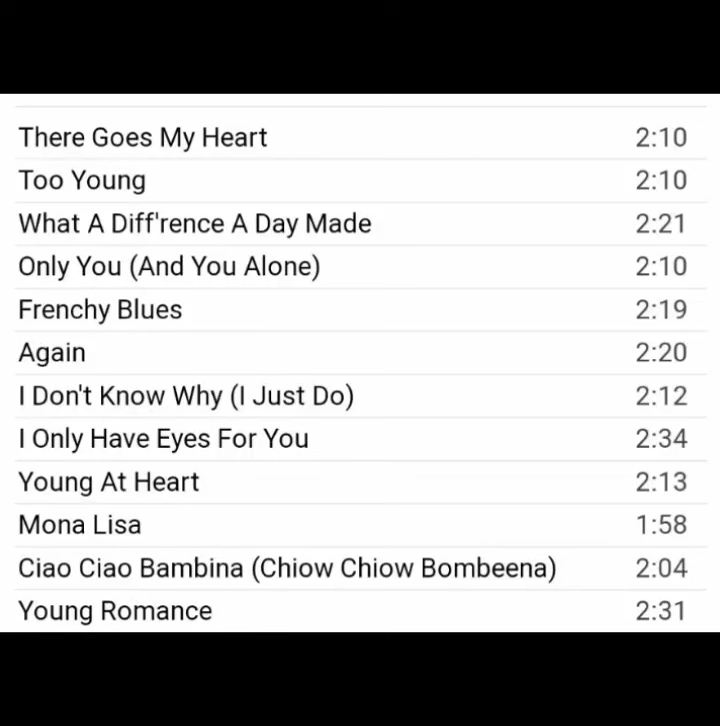 There Goes My Heart 2:10
Too Young 2:10
What A Diff'rence A Day Made 2:21
Only You (And You Alone) 2:10
Frenchy Blues 2:19
Again 2:20
I Don't Know Why (I Just Do) 2:12
I Only Have Eyes For You 2:34
Young At Heart 2:13
Mona Lisa 1:58
Ciao Ciao Bambina (Chiow Chiow Bombeena) 2:04
Young Romance 2:31